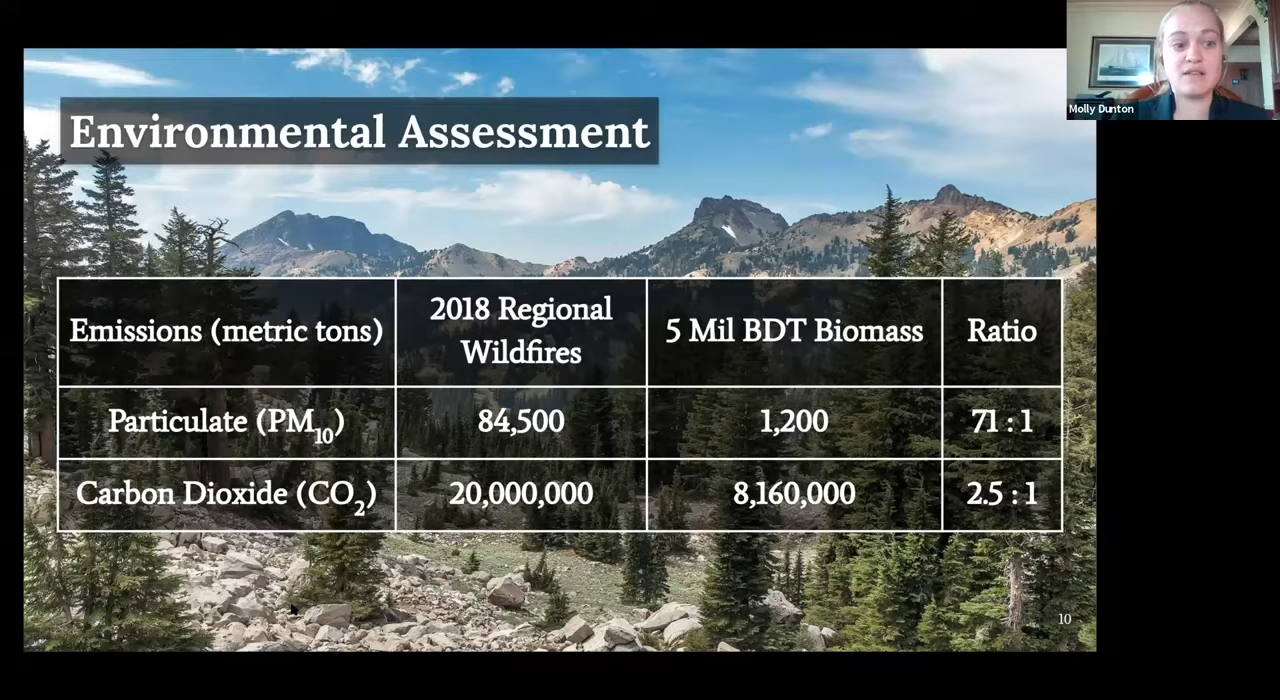 Molly Dunton
Environmental Assessment
Emissions (metric tons)
2018 Regional
Wildfires
5 Mil BDT Biomass
Ratio
Particulate (PM10)
84,500
1,200
71 : 1
Carbon Dioxide (CO2)
20,000,000
8,160,000
2.5 : 1
10